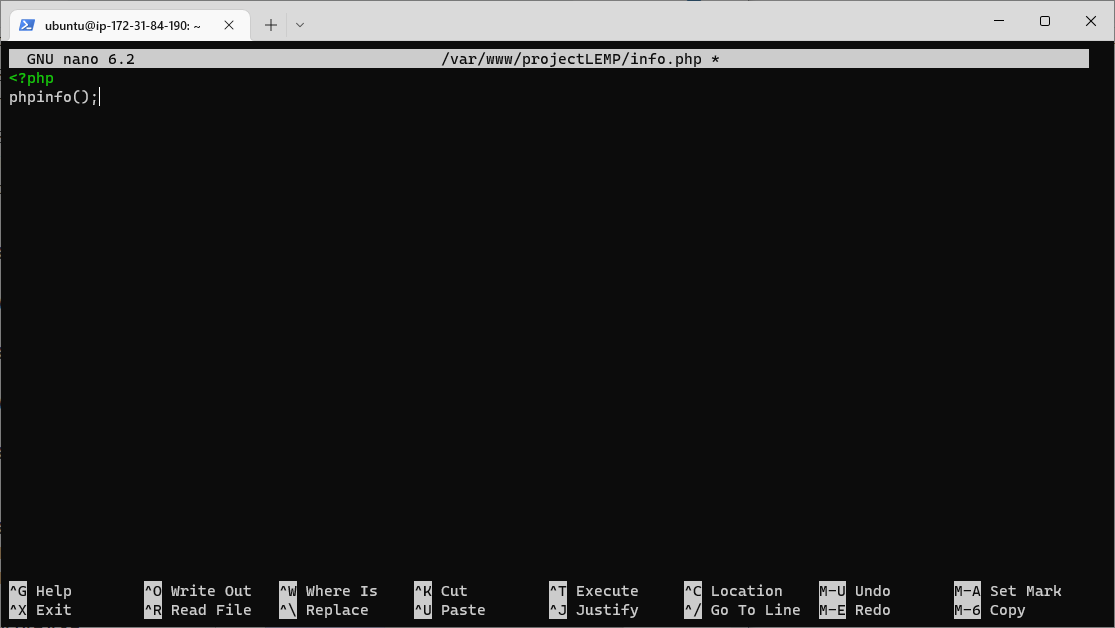 ubuntu@ip-172-31-84-190: ~
GNU nano 6.2 /var/www/projectLEMP/info.php *
<?php
phpinfo();
^G Help ^O Write Out ^W Where Is ^K Cut ^T Execute ^C Location M-U Undo M-A Set Mark
^X Exit ^R Read File ^\ Replace ^U Paste ^J Justify ^/ Go To Line M-E Redo M-6 Copy